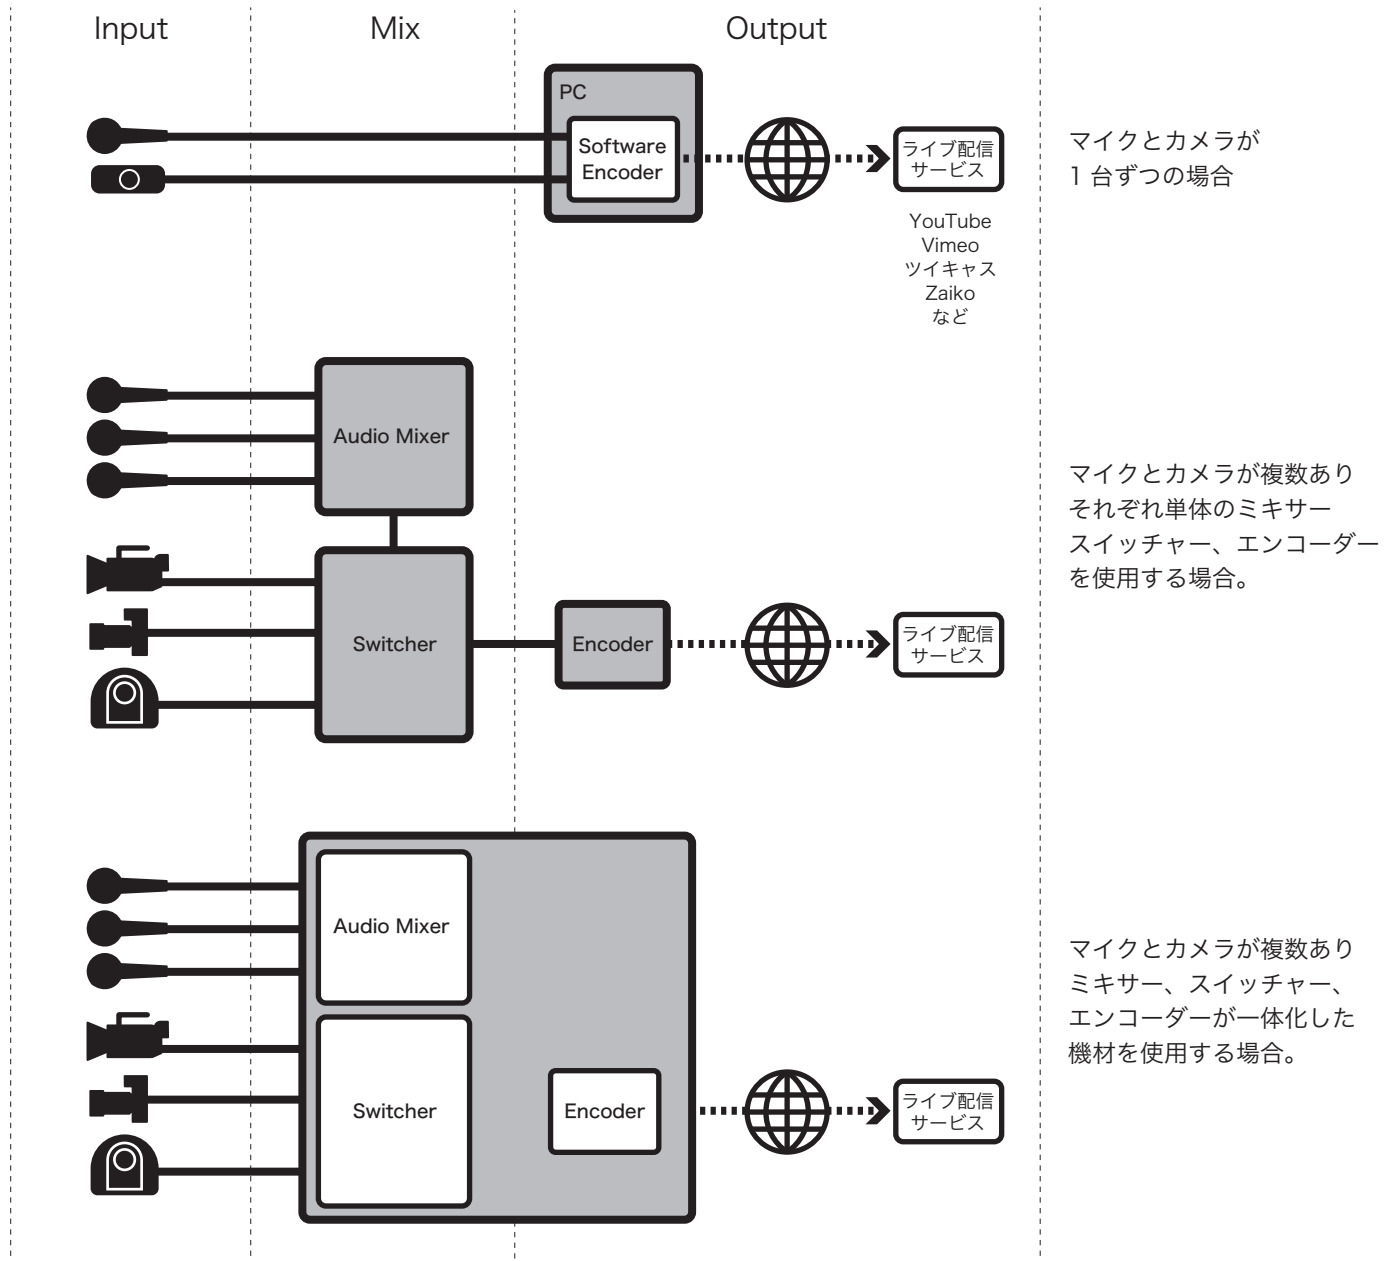 Input
Mix
Output
PC
Software
Encoder
ライブ配信
サービス
YouTube
Vimeo
ツイキャス
Zaiko
など
マイクとカメラが
1 台ずつの場合
Audio Mixer
Switcher
Encoder
ライブ配信
サービス
マイクとカメラが複数あり
それぞれ単体のミキサー
スイッチャー、エンコーダー
を使用する場合。
Audio Mixer
Switcher
Encoder
ライブ配信
サービス
マイクとカメラが複数あり
ミキサー、スイッチャー、
エンコーダーが一体化した
機材を使用する場合。